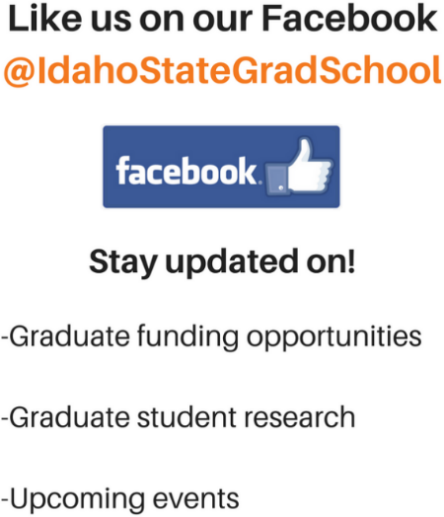 Like us on our Facebook
@IdahoStateGradSchool
facebook.
Stay updated on!
-Graduate funding opportunities
-Graduate student research
-Upcoming events